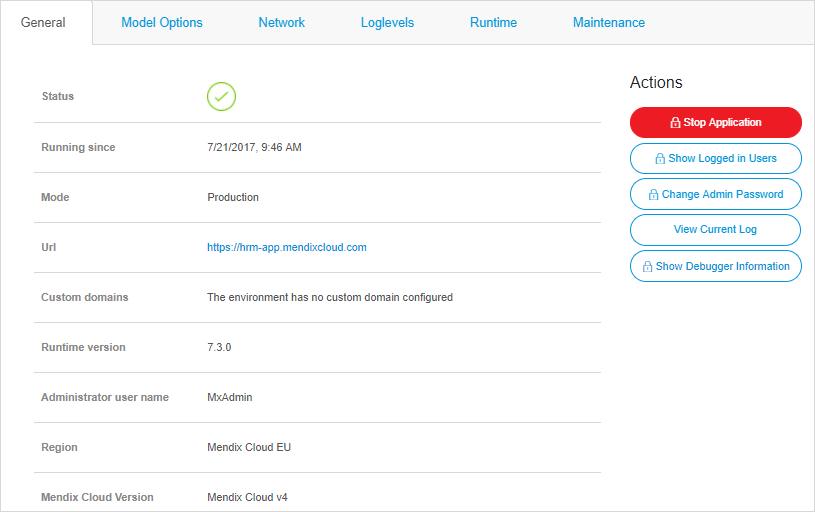 General
Model Options
Network
Loglevels
Runtime
Maintenance
Status
Running since
7/21/2017, 9:46 AM
Mode
Production
Url
https://hrm-app.mendixcloud.com
Custom domains
The environment has no custom domain configured
Runtime version
7.3.0
Administrator user name
MxAdmin
Region
Mendix Cloud EU
Mendix Cloud Version
Mendix Cloud v4
Actions
Stop Application
Show Logged in Users
Change Admin Password
View Current Log
Show Debugger Information